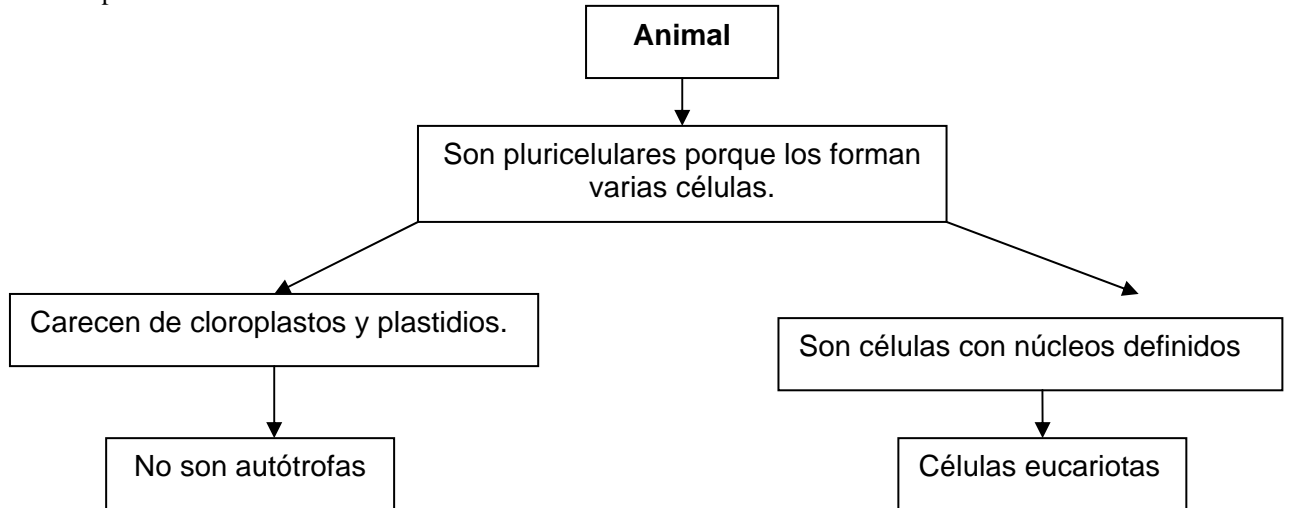 Animal
Son pluricelulares porque los forman
varias células.
Carecen de cloroplastos y plastidios.
Son células con núcleos definidos
No son autótrofas
Células eucariotas